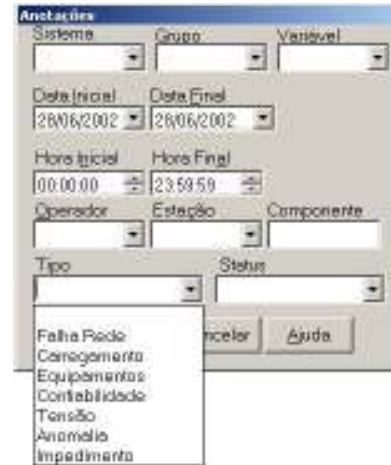 Anotações
Sistema Grupo Variável
Data Inicial Data Final
28/06/2002 28/06/2002
Hora Inicial Hora Final
00:00:00 23:59:59
Operador Estação Componente
Tipo Status
Falha Rede ncelar Ajuda
Carregamento
Equipamentos
Confiabilidade
Tensão
Anomalia
Impedimento